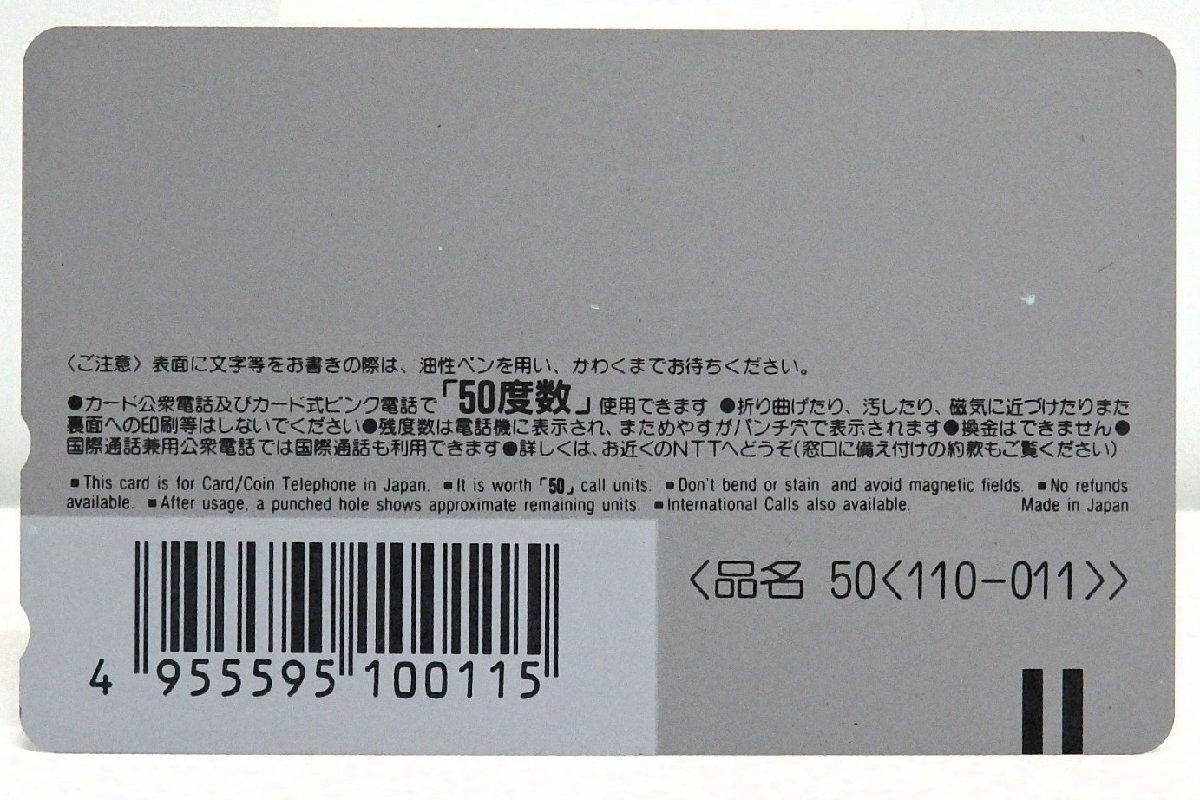 〈ご注意〉表面に文字等をお書きの際は、油性ペンを用い、かわくまでお待ちください。
●カード公衆電話及びカード式ピンク電話で「50度数」使用できます ●折り曲げたり、汚したり、磁気に近づけたりまた
裏面への印刷等はしないでください●残度数は電話機に表示され、まためやすがパンチ穴で表示されます●換金はできません●
国際通話兼用公衆電話では国際通話も利用できます●詳しくは、お近くのNTTへどうぞ(窓口に備え付けの約款もご覧ください)
■This card is for Card/Coin Telephone in Japan. ■It is worth「50」call units. ■Don't bend or stain and avoid magnetic fields. ■No refunds
available. ■After usage, a punched hole shows approximate remaining units. ■International Calls also available. Made in Japan
〈品名 50〈110-011〉〉
4 955595 100115